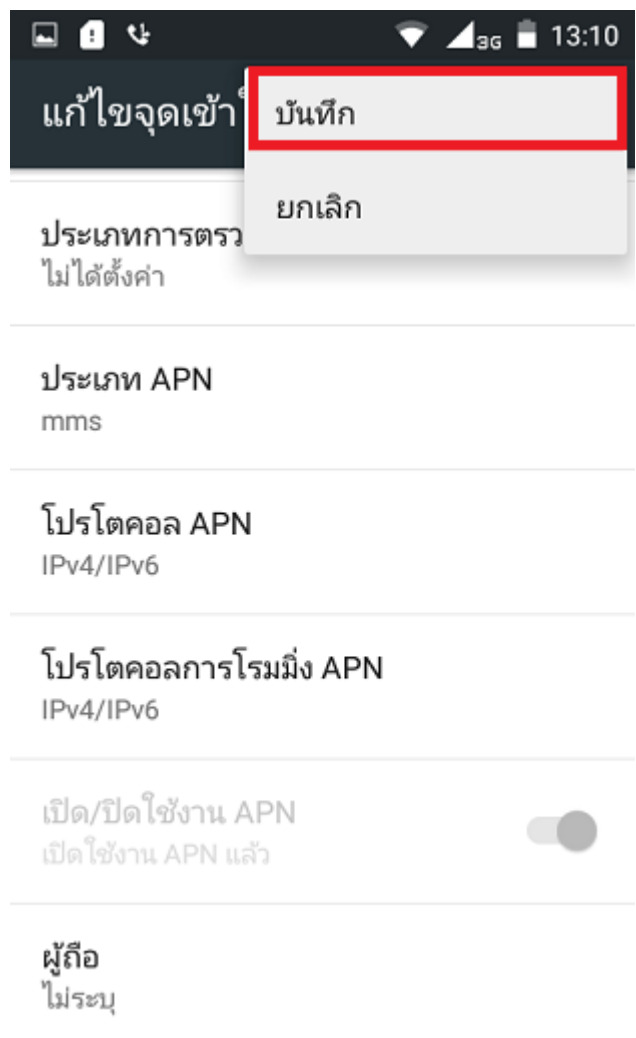 3G 13:10
แก้ไขจุดเข้า
บันทึก
ยกเลิก
ประเภทการตรว
ไม่ได้ตั้งค่า
ประเภท APN
mms
โปรโตคอล APN
IPv4/IPv6
โปรโตคอลการโรมมิ่ง APN
IPv4/IPv6
เปิด/ปิดใช้งาน APN
เปิดใช้งาน APN แล้ว
ผู้ถือ
ไม่ระบุ